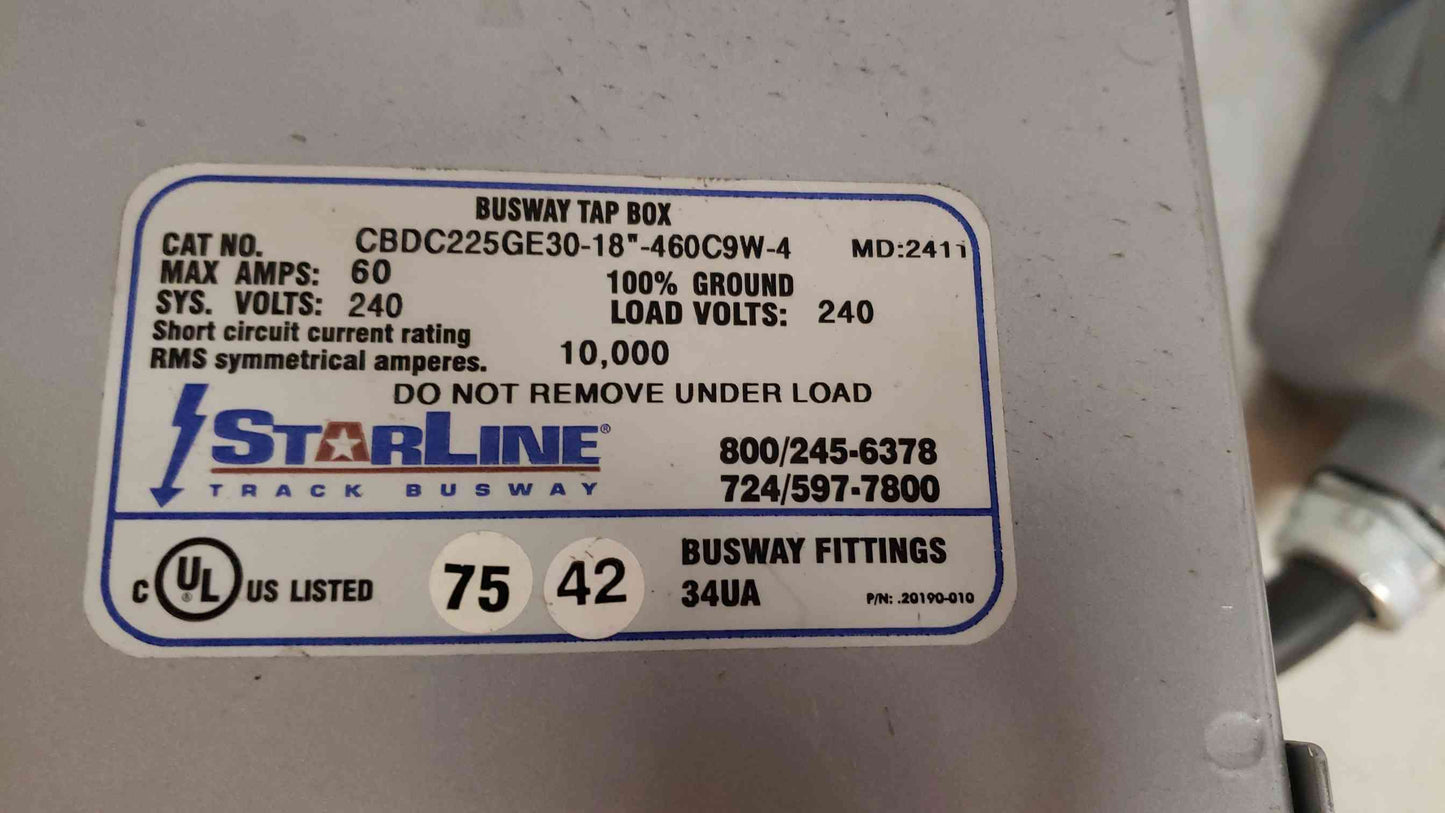 BUSWAY TAP BOX
CAT NO. CBDC225GE30-18"-460C9W-4 MD:2411
MAX AMPS: 60 100% GROUND
SYS. VOLTS: 240 LOAD VOLTS: 240
Short circuit current rating
RMS symmetrical amperes. 10,000
DO NOT REMOVE UNDER LOAD
STARLINE®
TRACK BUSWAY
800/245-6378
724/597-7800
C UL® US LISTED
75 42
BUSWAY FITTINGS
34UA P/N: .20190-010